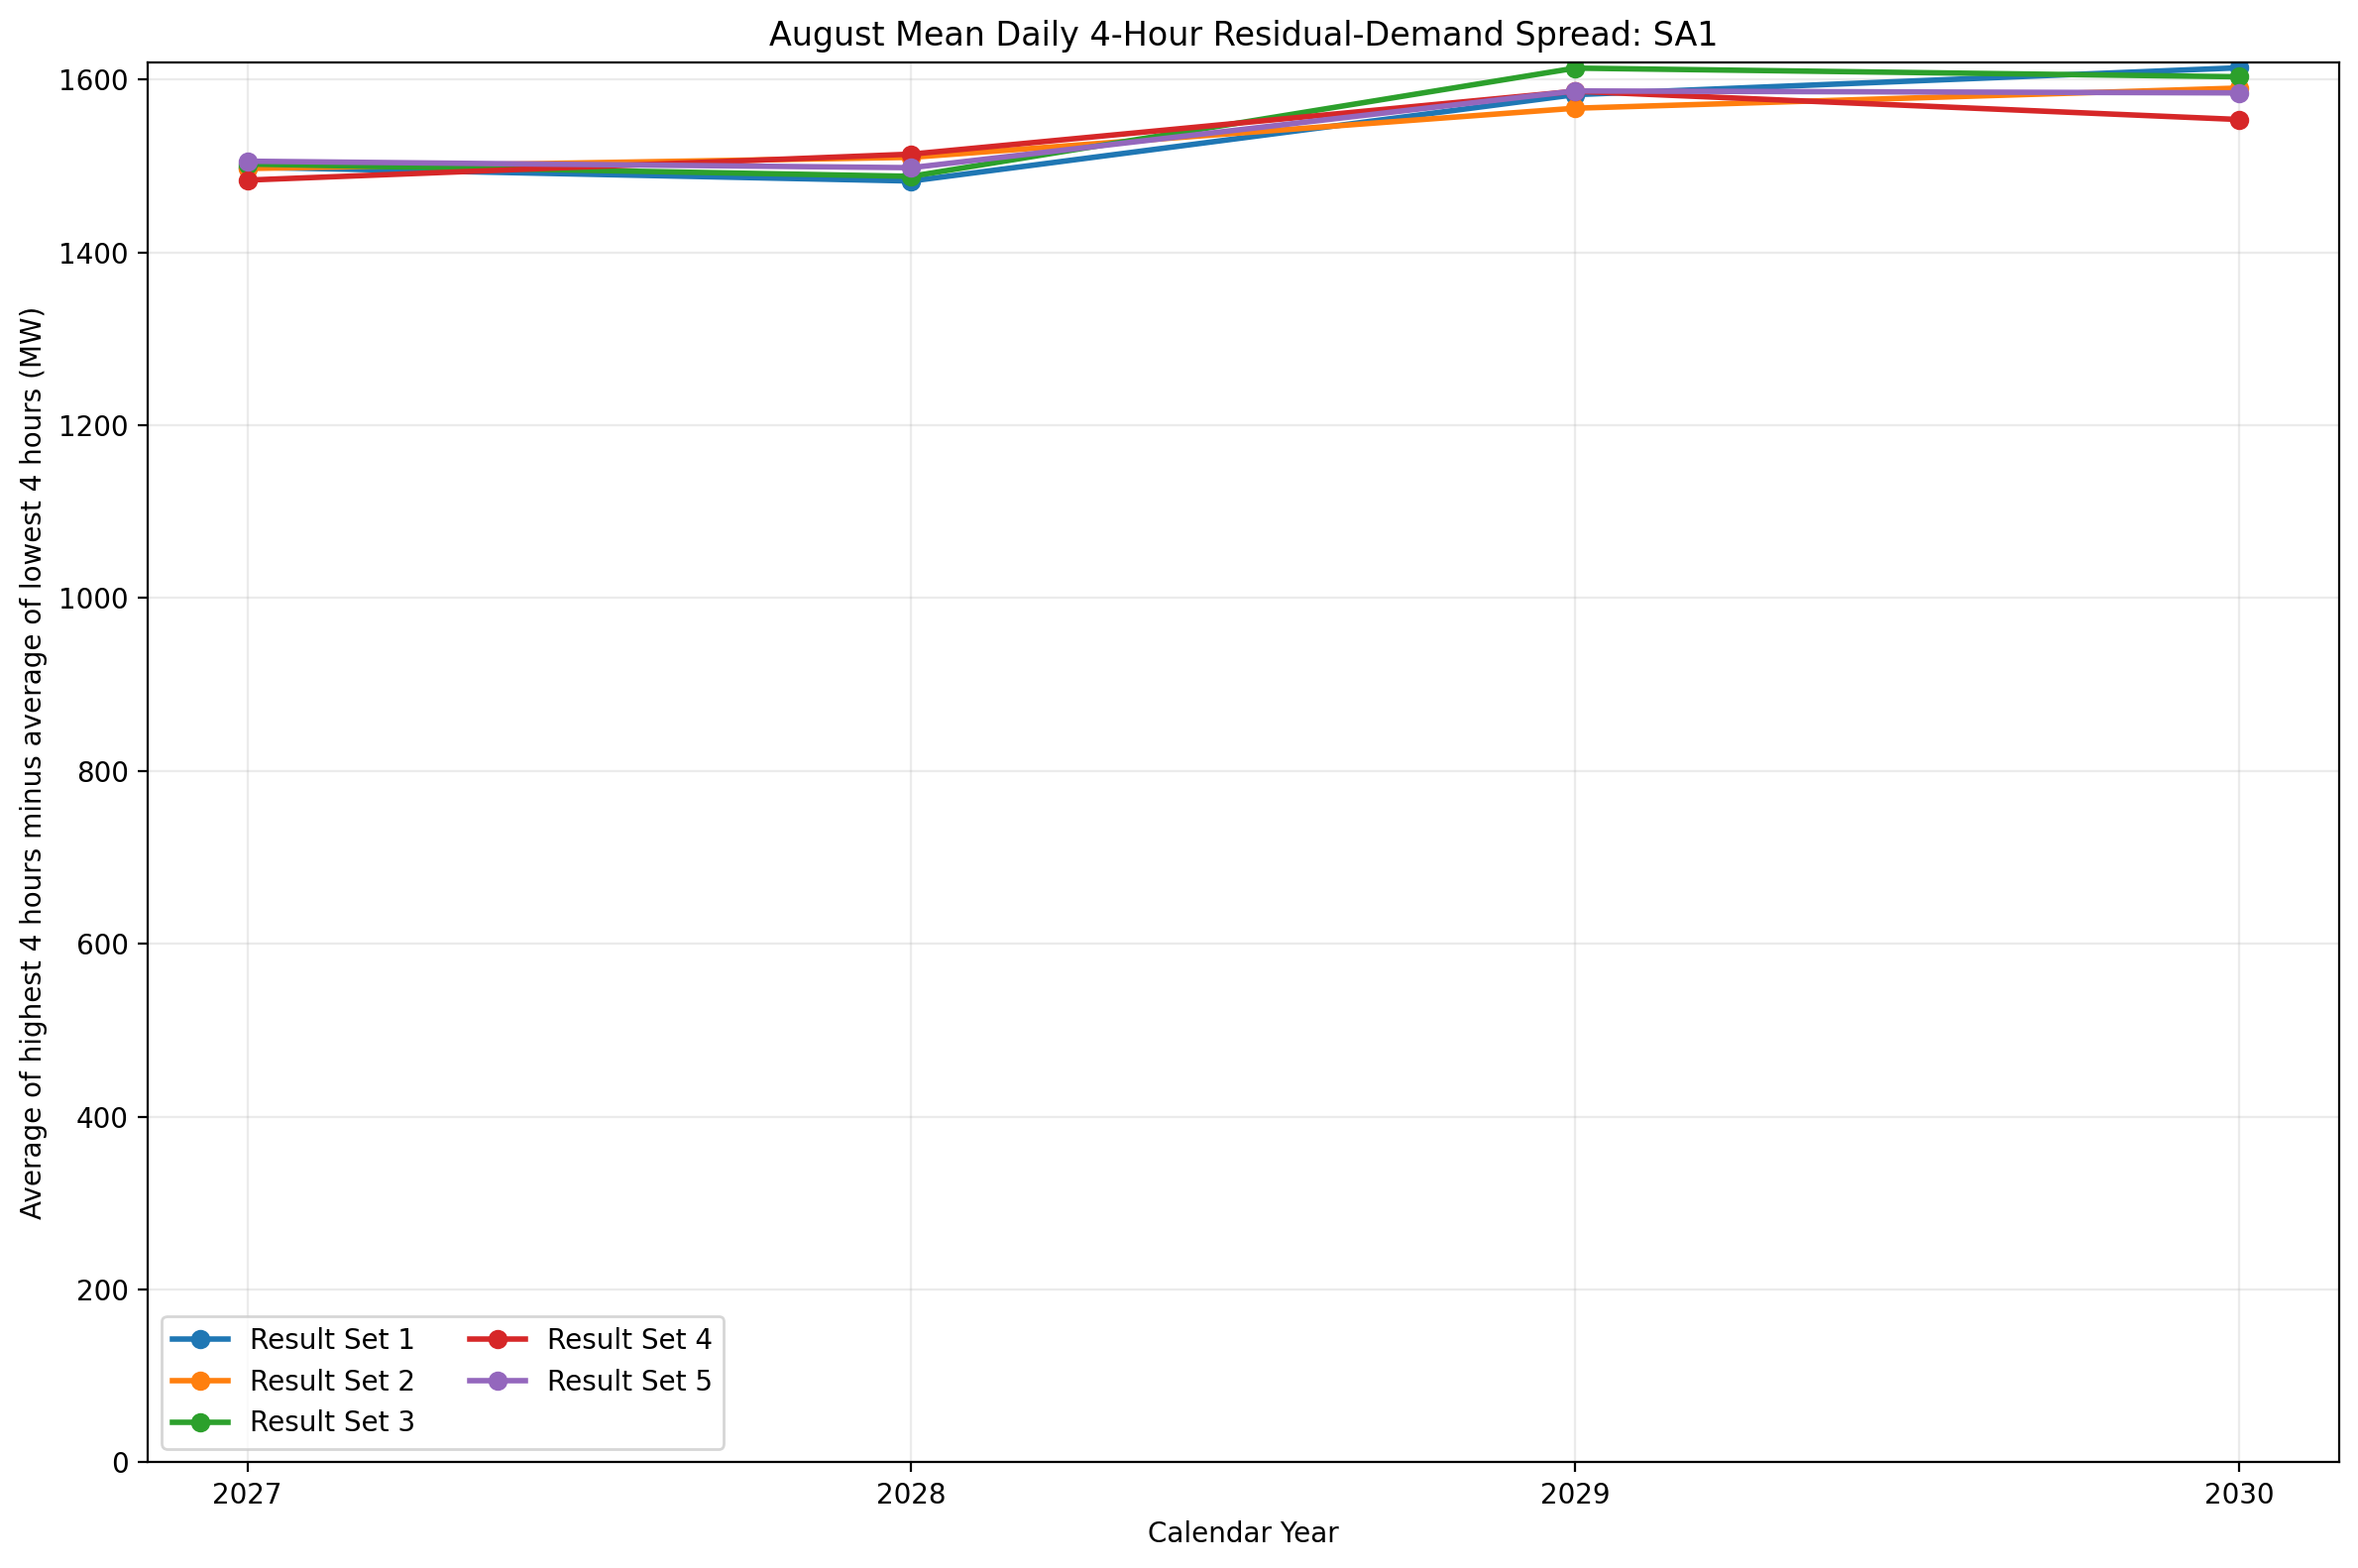 August Mean Daily 4-Hour Residual-Demand Spread: SA1
Average of highest 4 hours minus average of lowest 4 hours (MW)
1600
1400
1200
1000
800
600
400
200
0
Result Set 1
Result Set 2
Result Set 3
Result Set 4
Result Set 5
2027
2028
2029
2030
Calendar Year